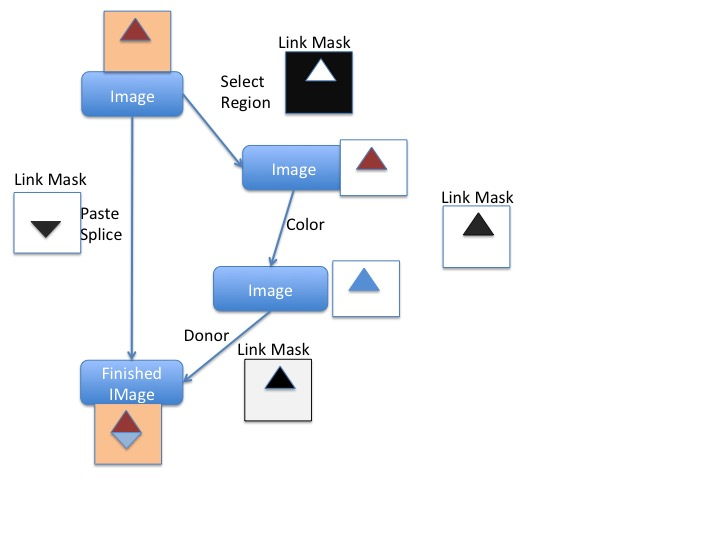 Link Mask
Image
Select
Region
Image
Link Mask
Paste
Splice
Link Mask
Color
Image
Donor
Link Mask
Finished
IMage